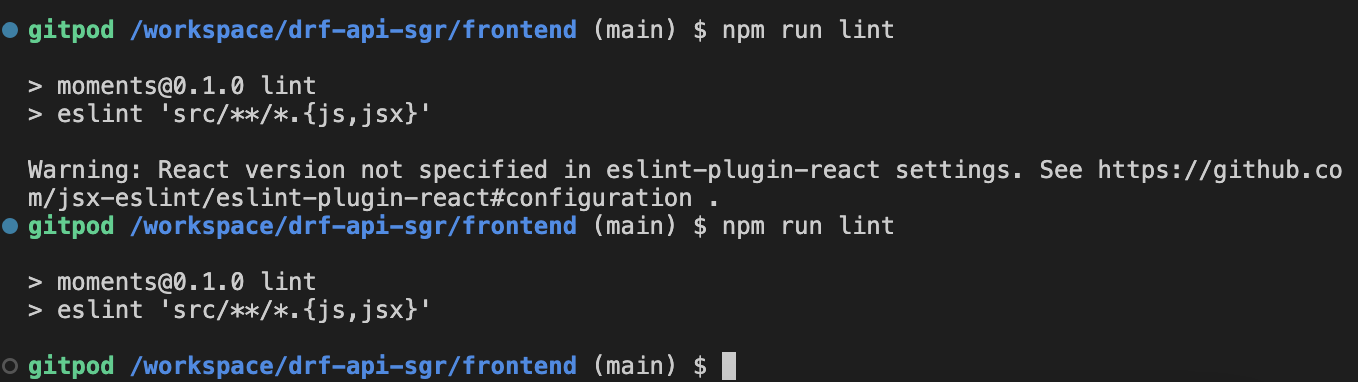 gitpod /workspace/drf-api-sgr/frontend (main) $ npm run lint
> moments@0.1.0 lint
> eslint 'src/**/*.{js,jsx}'
Warning: React version not specified in eslint-plugin-react settings. See https://github.co
m/jsx-eslint/eslint-plugin-react#configuration .
gitpod /workspace/drf-api-sgr/frontend (main) $ npm run lint
> moments@0.1.0 lint
> eslint 'src/**/*.{js,jsx}'
gitpod /workspace/drf-api-sgr/frontend (main) $